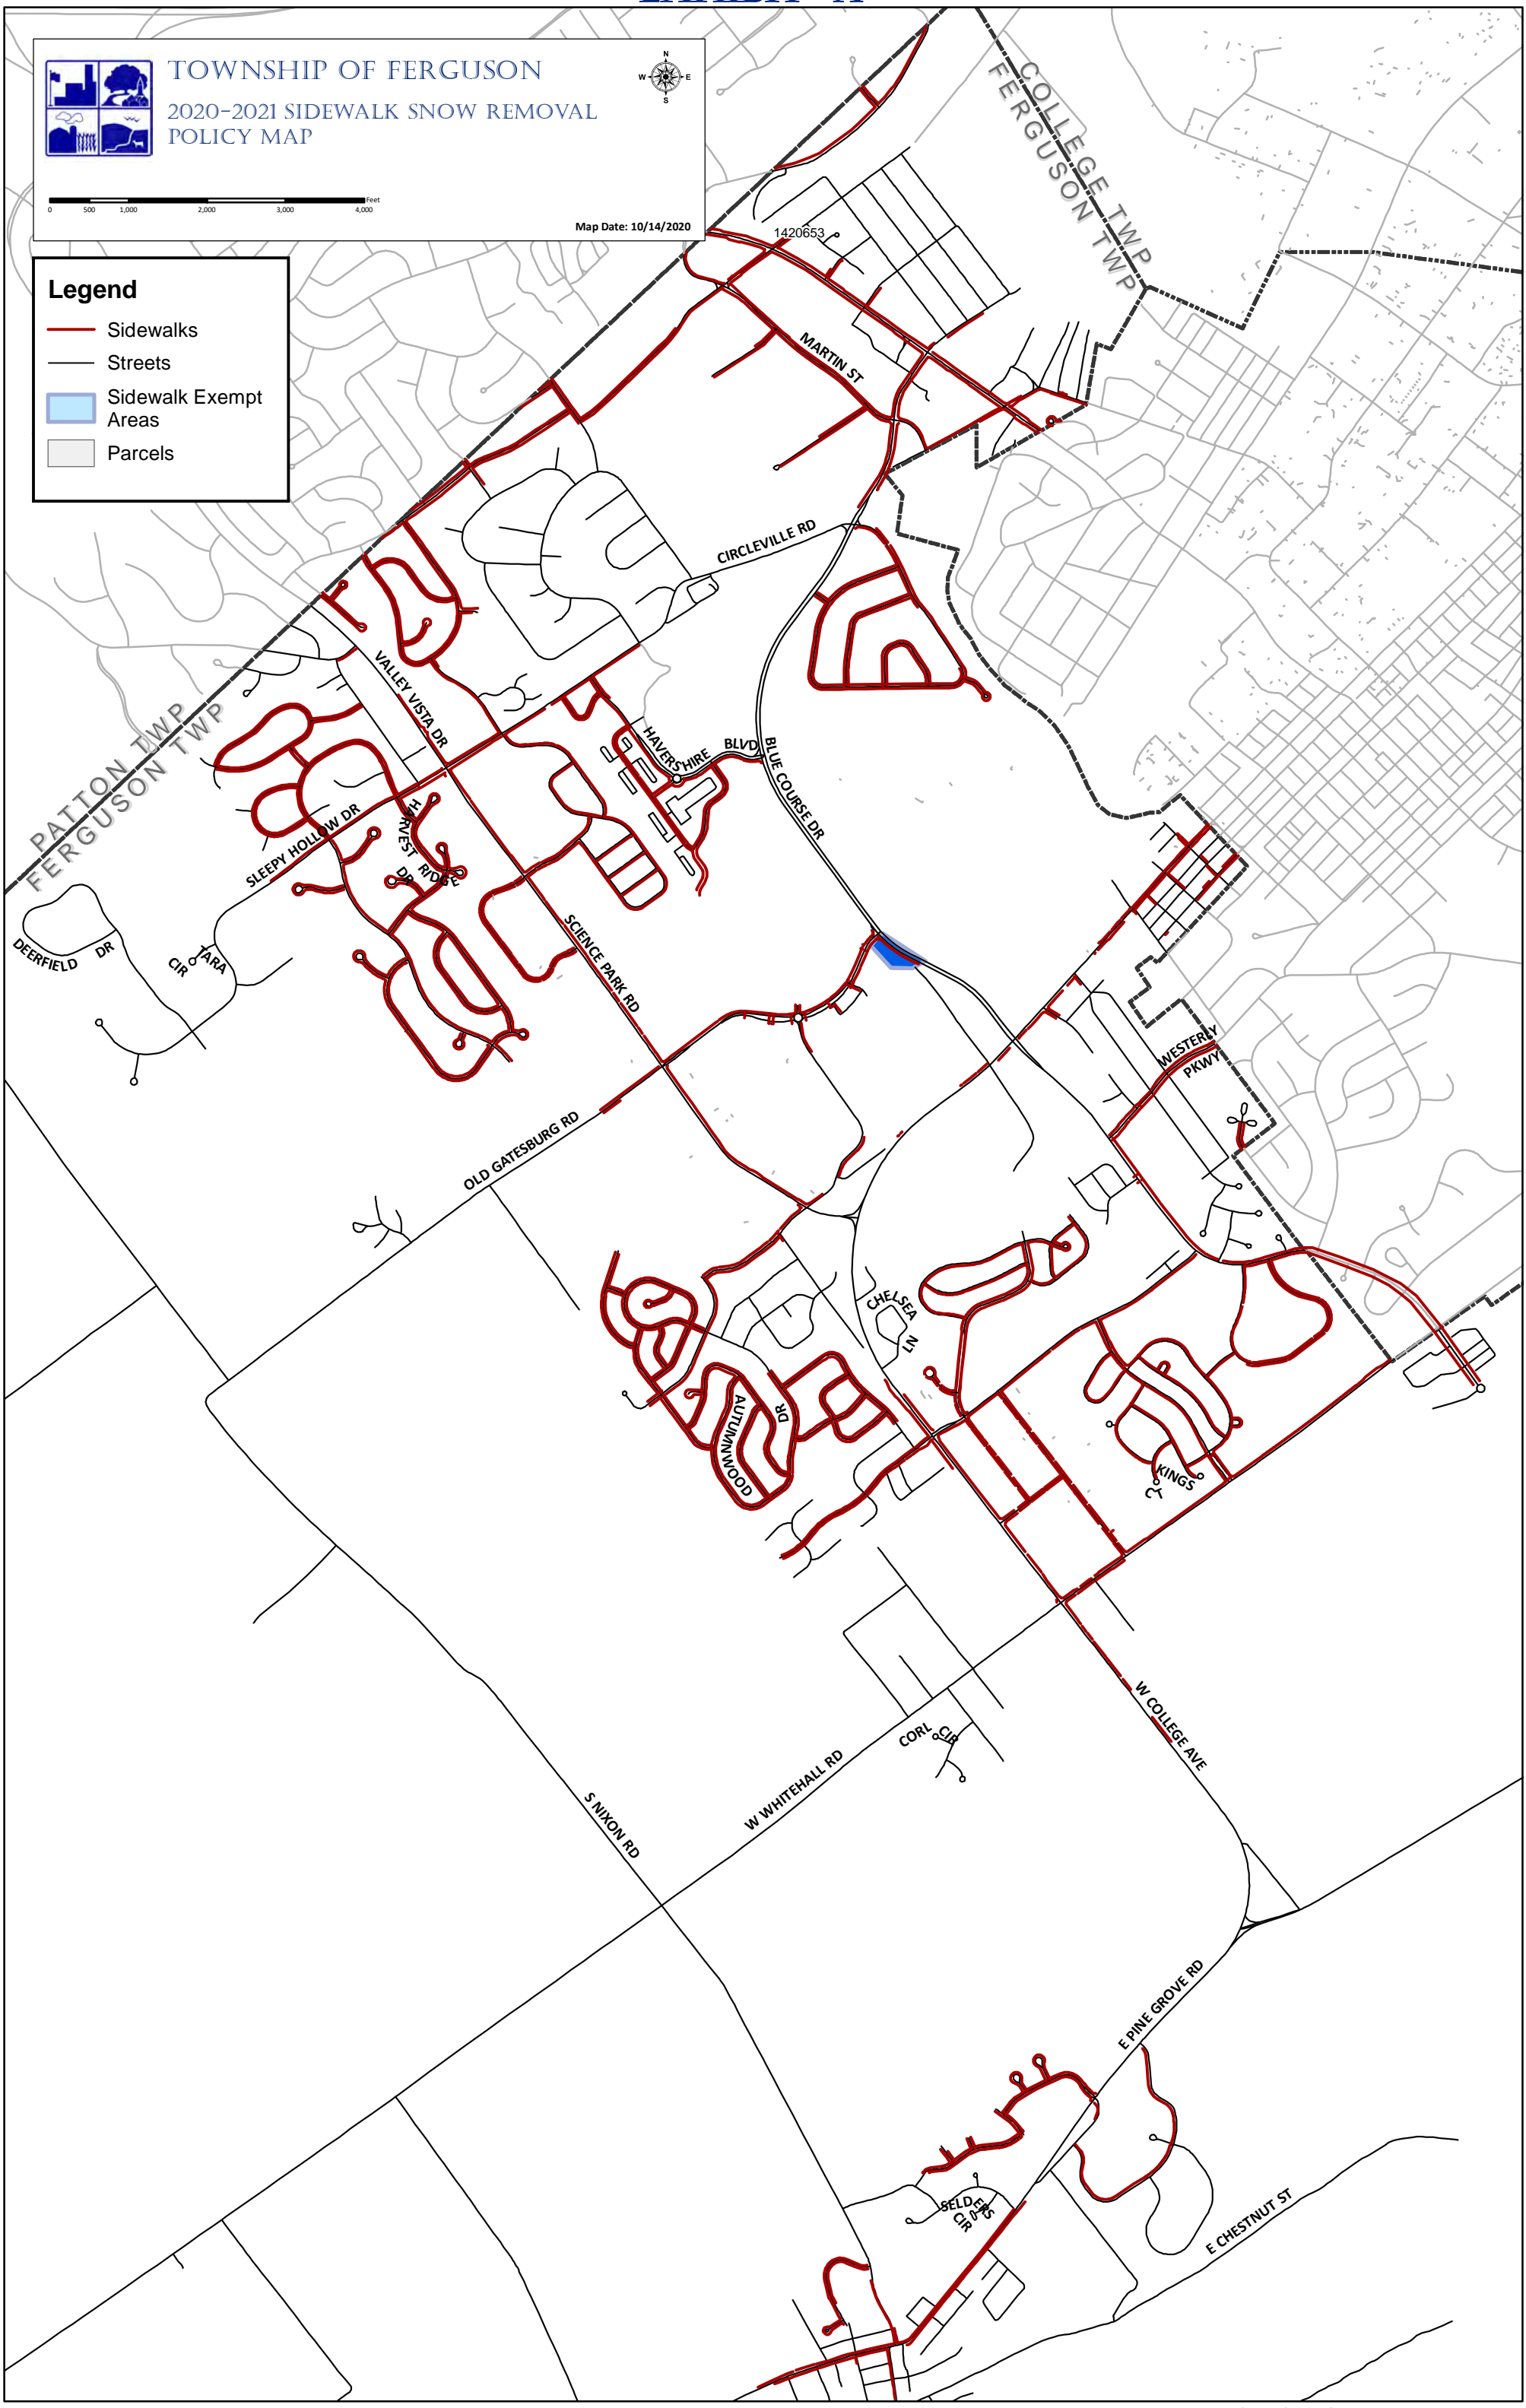 TOWNSHIP OF FERGUSON
2020-2021 SIDEWALK SNOW REMOVAL
POLICY MAP
N
W E
S
Feet
0 500 1,000 2,000 3,000 4,000
Map Date: 10/14/2020
Legend
Sidewalks
Streets
Sidewalk Exempt
Areas
Parcels
COLLEGE TWP
FERGUSON TWP
1420653
MARTIN ST
CIRCLEVILLE RD
VALLEY VISTA DR
PATTON TWP
FERGUSON TWP
HAVERSHIRE BLVD
BLUE COURSE DR
HARVEST RIDGE DR
SLEEPY HOLLOW DR
DEERFIELD DR
TARA CIR
SCIENCE PARK RD
WESTERLY PKWY
OLD GATESBURG RD
CHELSEA LN
AUTUMNWOOD DR
KINGS CT
W COLLEGE AVE
CORL CIR
W WHITEHALL RD
S NIXON RD
E PINE GROVE RD
SELDERS CIR
E CHESTNUT ST